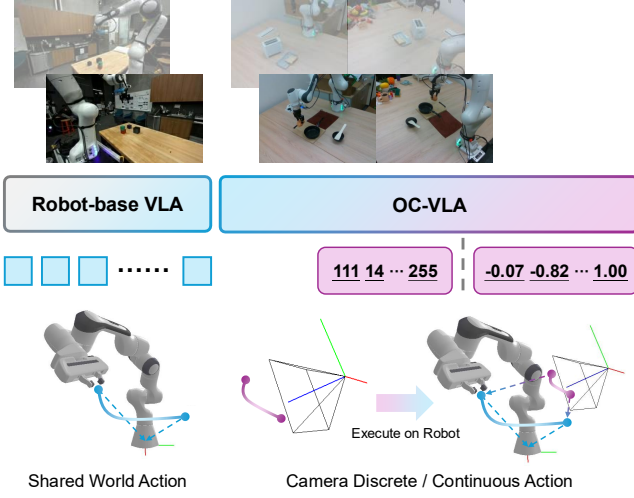 Robot-base VLA
OC-VLA
...... 
111 14 ··· 255
-0.07 -0.82 ··· 1.00
Execute on Robot
Shared World Action
Camera Discrete / Continuous Action